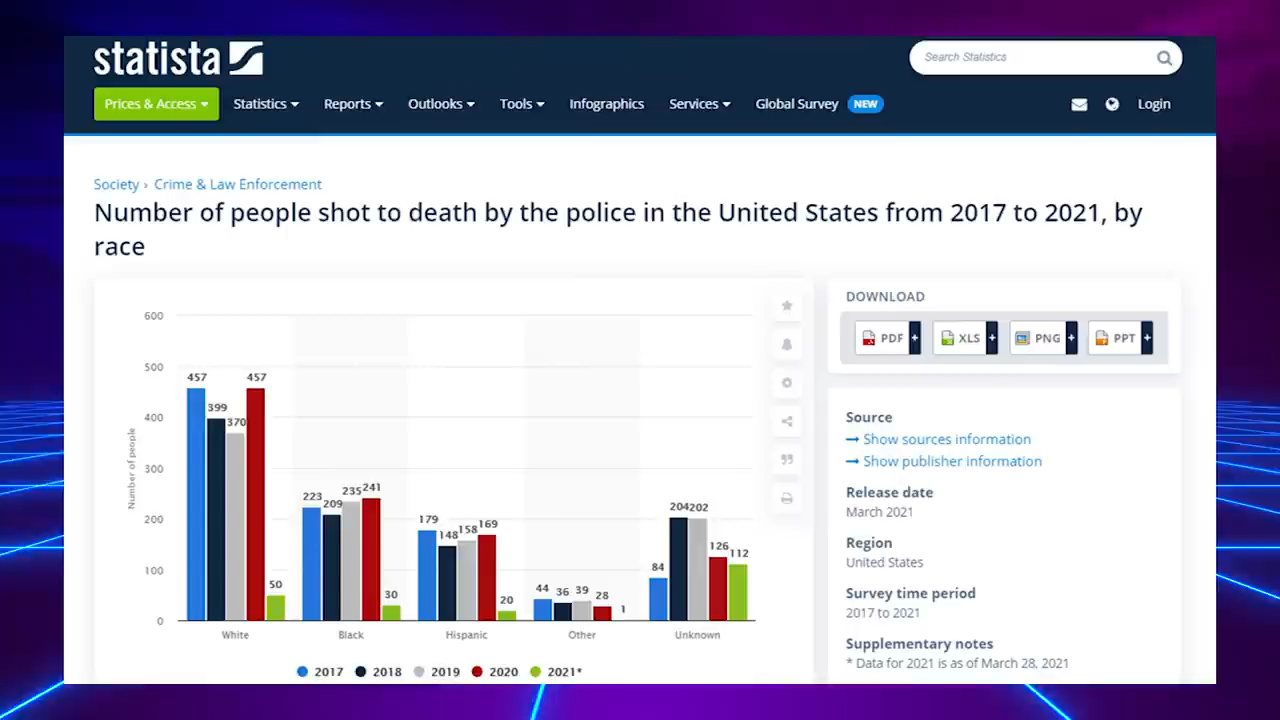 statista
Search Statistics
Prices & Access Statistics Reports Outlooks Tools Infographics Services Global Survey NEW Login
Society › Crime & Law Enforcement
Number of people shot to death by the police in the United States from 2017 to 2021, by
race
600
500
400
300
200
100
0
Number of people
457 399 370 457 50
223 209 235 241 30
179 148 158 169 20
44 36 39 28 1
84 204 202 126 112
White Black Hispanic Other Unknown
2017 2018 2019 2020 2021*
DOWNLOAD
PDF + XLS + PNG + PPT +
Source
→ Show sources information
→ Show publisher information
Release date
March 2021
Region
United States
Survey time period
2017 to 2021
Supplementary notes
* Data for 2021 is as of March 28, 2021